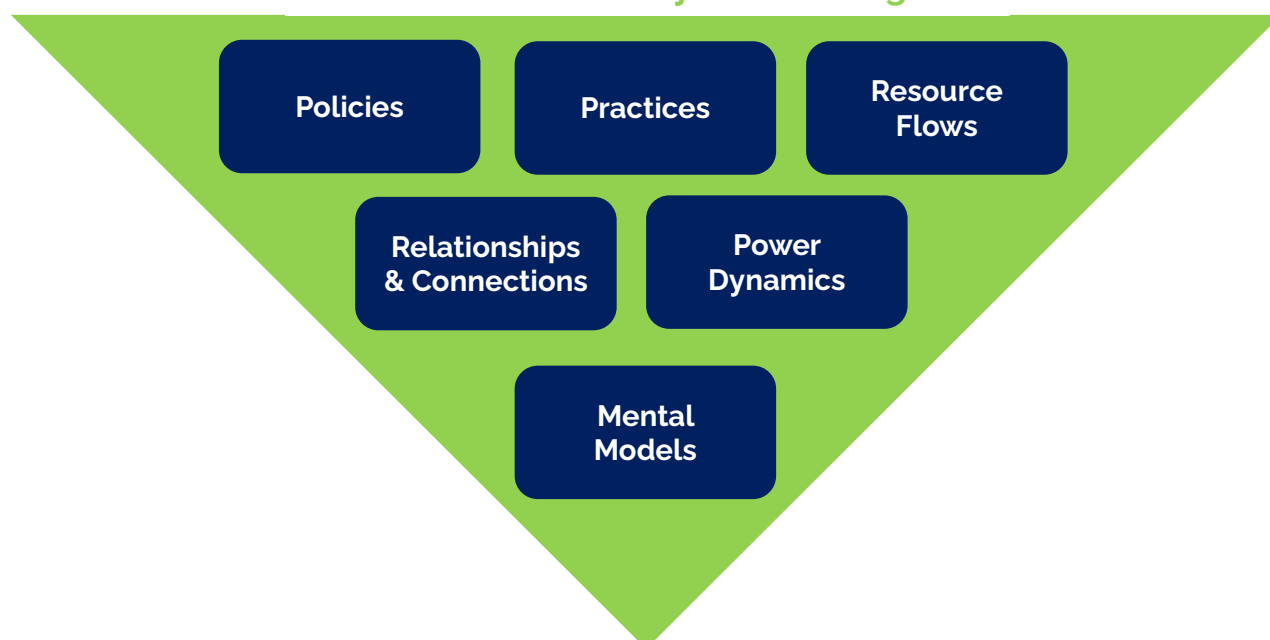 Policies
Practices
Resource
Flows
Relationships
& Connections
Power
Dynamics
Mental
Models